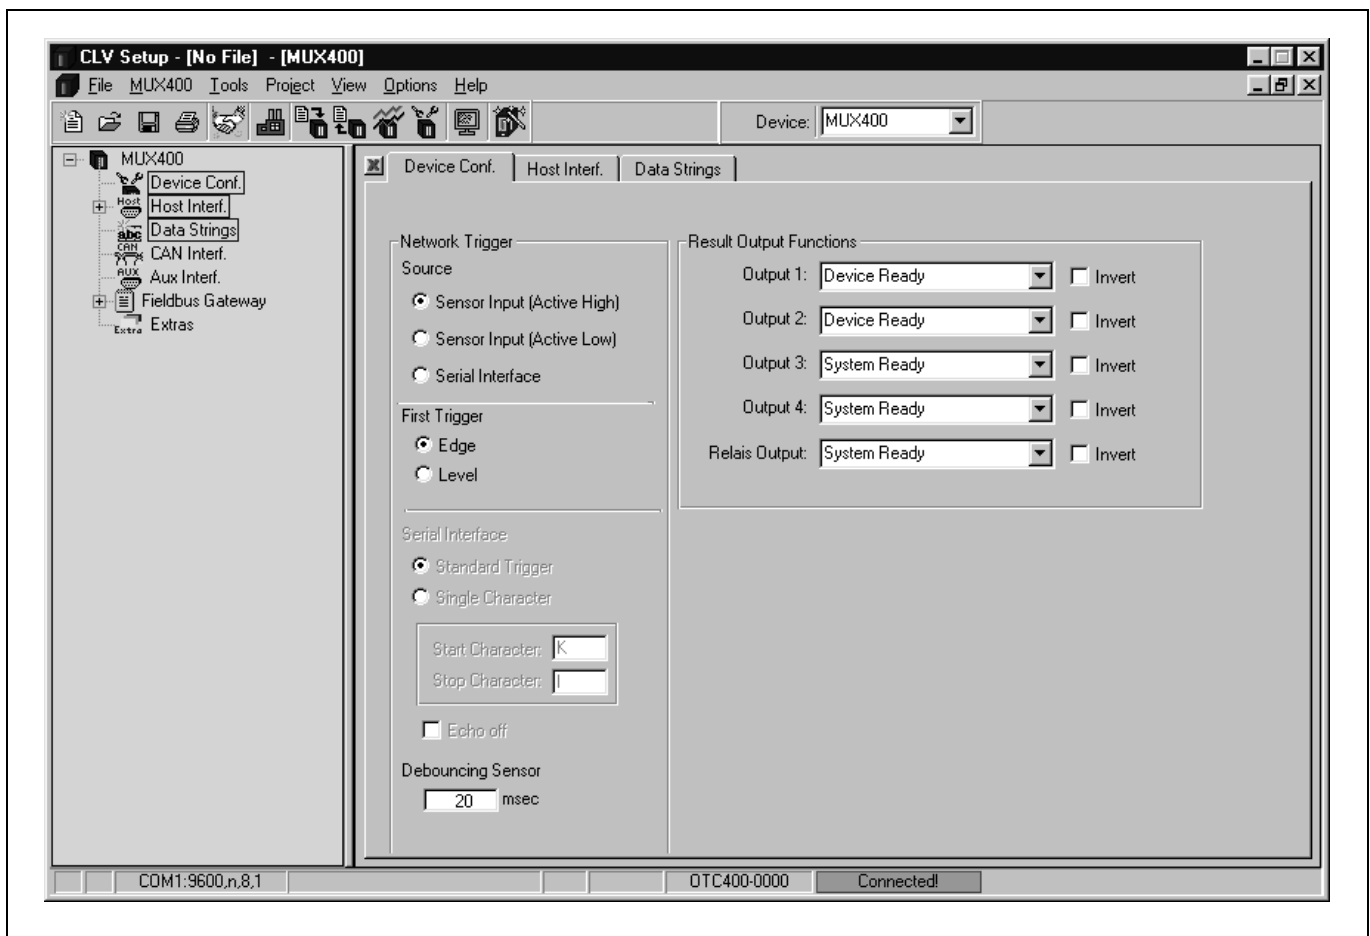 CLV Setup - [No File] - [MUX400]
File MUX400 Tools Project View Options Help
Device: MUX400
MUX400
Device Conf.
Host Host Interf.
abc Data Strings
CAN CAN Interf.
AUX Aux Interf.
Fieldbus Gateway
Extra Extras
Device Conf. Host Interf. Data Strings
Network Trigger
Source
Sensor Input (Active High)
Sensor Input (Active Low)
Serial Interface
First Trigger
Edge
Level
Serial Interface
Standard Trigger
Single Character
Start Character: K
Stop Character: I
Echo off
Debouncing Sensor
20 msec
Result Output Functions
Output 1: Device Ready Invert
Output 2: Device Ready Invert
Output 3: System Ready Invert
Output 4: System Ready Invert
Relais Output: System Ready Invert
COM1:9600,n,8,1 OTC400-0000 Connected!